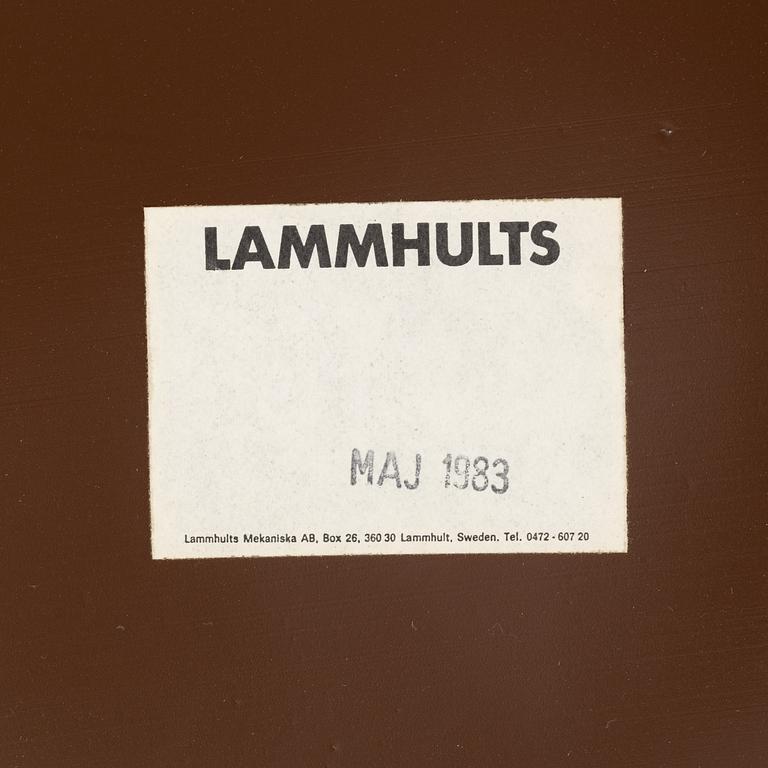 LAMMHULTS
MAJ 1983
Lammhults Mekaniska AB, Box 26, 360 30 Lammhult, Sweden. Tel. 0472 - 607 20